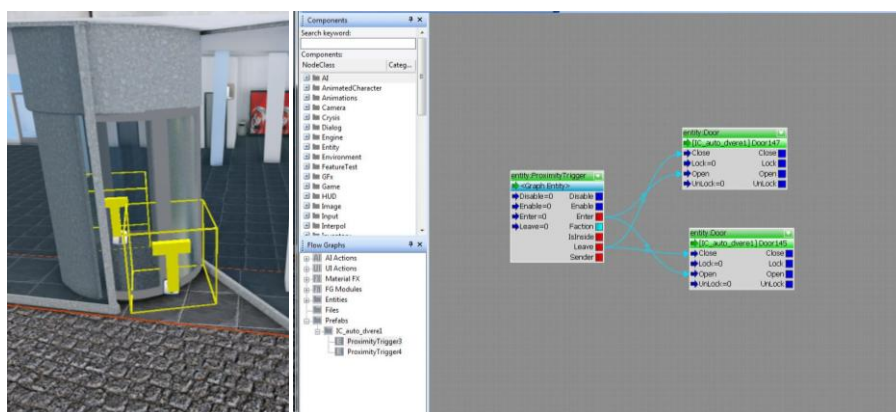 Components
Search keyword:
Components:
NodeClass
Categ...
AI
AnimatedCharacter
Animations
Camera
Crysis
Dialog
Engine
Entity
Environment
FeatureTest
GFx
Game
HUD
Image
Input
Interpol
Flow Graphs
AI Actions
UI Actions
Material FX
FG Modules
Entities
Files
Prefabs
IC_auto_dvere1
ProximityTrigger3
ProximityTrigger4
entity:ProximityTrigger
<Graph Entity>
Disable=0 Disable
Enable=0 Enable
Enter=0 Enter
Leave=0 Faction
IsInside
Leave
Sender
entity:Door
[IC_auto_dvere1] Door147
Close Close
Lock=0 Lock
Open Open
UnLock=0 UnLock
entity:Door
[IC_auto_dvere1] Door145
Close Close
Lock=0 Lock
Open Open
UnLock=0 UnLock